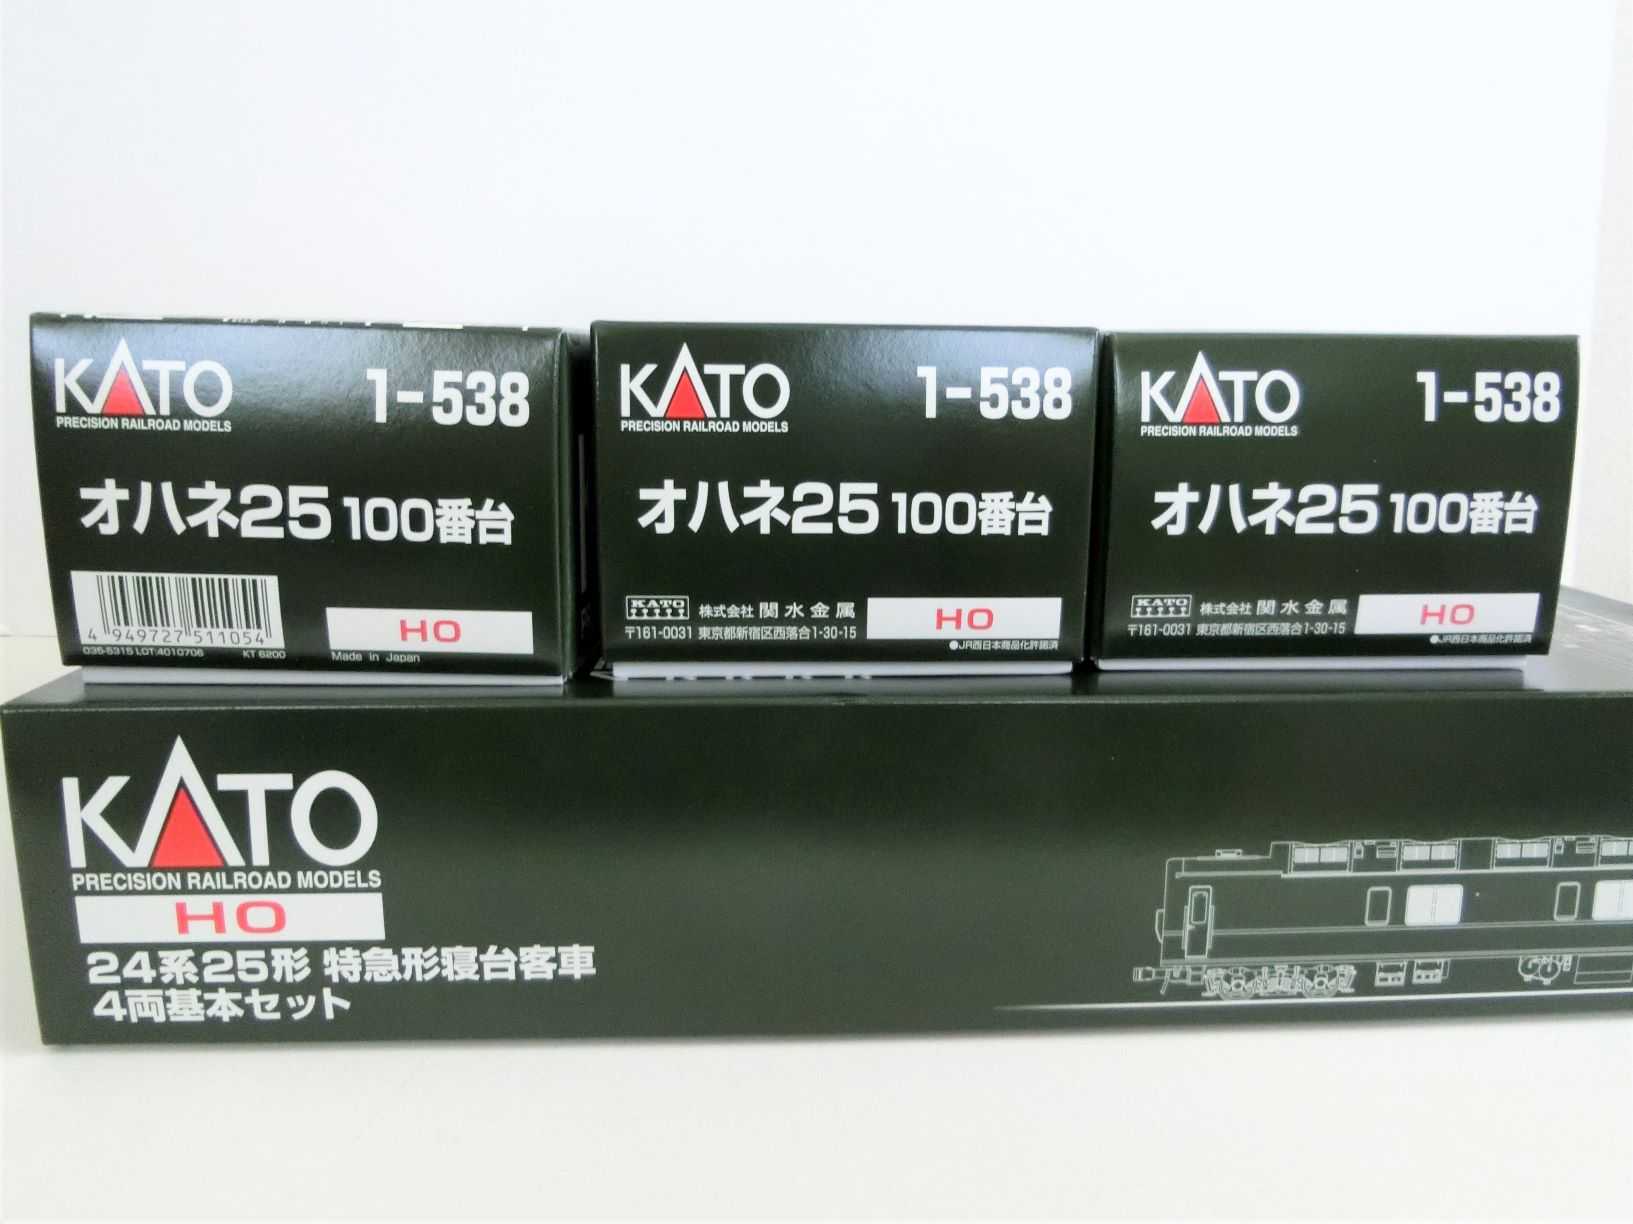 KATO
PRECISION RAILROAD MODELS
1-538
オハネ25 100番台
4 949727 511054
035-5315 LOT:4010706 KT 6200
HO
Made in Japan
KATO
PRECISION RAILROAD MODELS
1-538
オハネ25 100番台
KATO 株式会社 関水金属
〒161-0031 東京都新宿区西落合1-30-15
HO
●JR西日本商品化許諾済
KATO
PRECISION RAILROAD MODELS
1-538
オハネ25 100番台
KATO 株式会社 関水金属
〒161-0031 東京都新宿区西落合1-30-15
HO
●JR西日本商品化許諾済
KATO
PRECISION RAILROAD MODELS
HO
24系25形 特急形寝台客車
4両基本セット